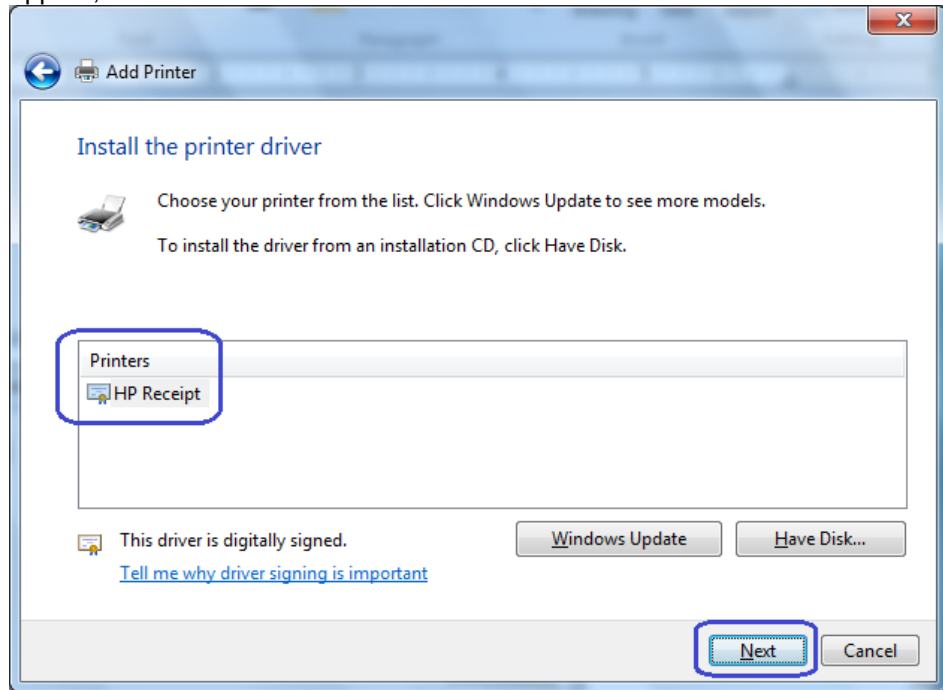 Add Printer
Install the printer driver
Choose your printer from the list. Click Windows Update to see more models.
To install the driver from an installation CD, click Have Disk.
Printers
HP Receipt
This driver is digitally signed.
Windows Update
Have Disk...
Tell me why driver signing is important
Next
Cancel